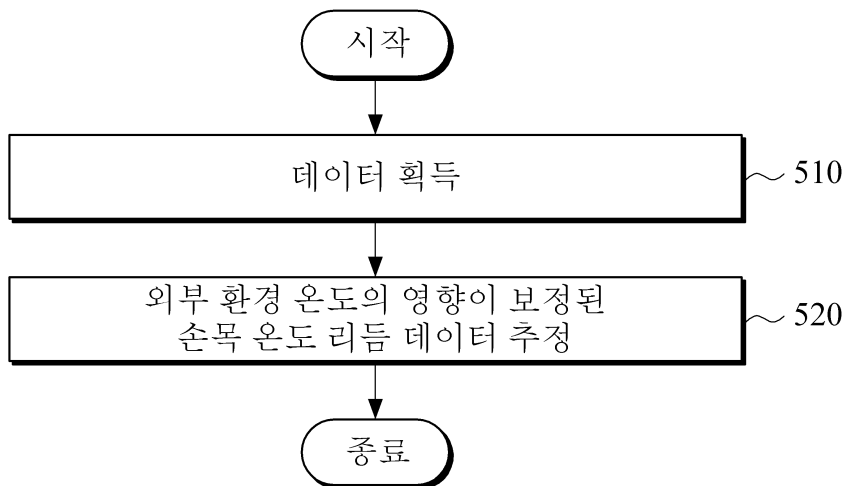 시작
데이터 획득
510
외부 환경 온도의 영향이 보정된
손목 온도 리듬 데이터 추정
520
종료